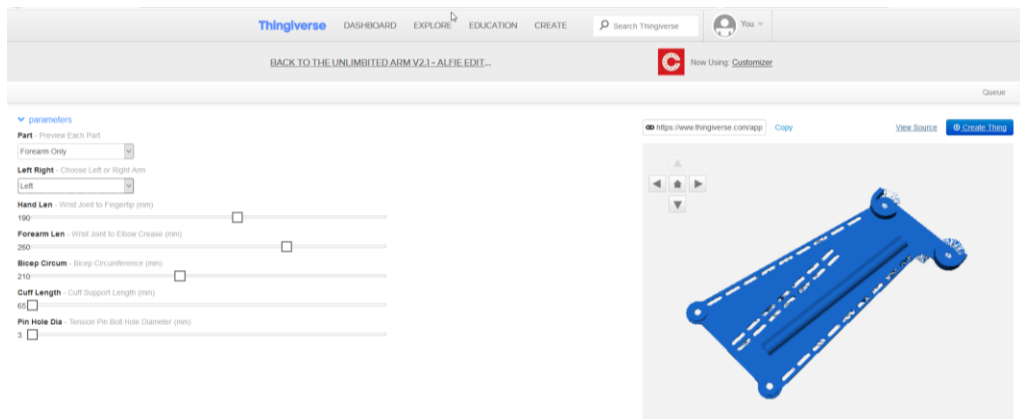 Thingiverse DASHBOARD EXPLORE EDUCATION CREATE Search Thingiverse You
BACK TO THE UNLIMBITED ARM V2.1 - ALFIE EDIT... Now Using: Customizer
Queue
parameters
Part - Preview Each Part
Forearm Only
Left Right - Choose Left or Right Arm
Left
Hand Len - Wrist Joint to Fingertip (mm)
190
Forearm Len - Wrist Joint to Elbow Crease (mm)
260
Bicep Circum - Bicep Circumference (mm)
210
Cuff Length - Cuff Support Length (mm)
65
Pin Hole Dia - Tension Pin Bolt Hole Diameter (mm)
3
https://www.thingiverse.com/app Copy View Source Create Thing